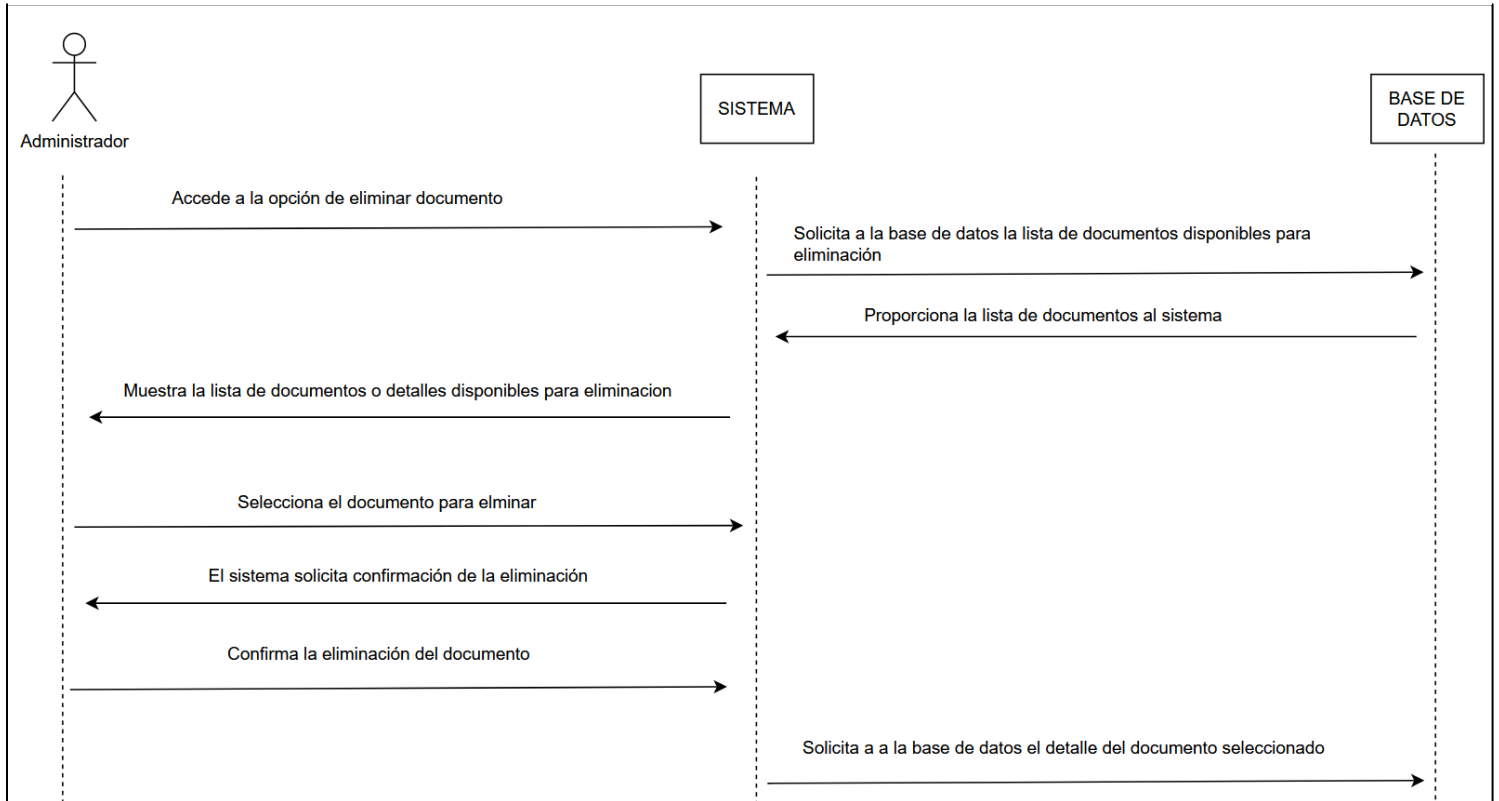 Administrador
SISTEMA
BASE DE
DATOS
Accede a la opción de eliminar documento
Solicita a la base de datos la lista de documentos disponibles para
eliminación
Proporciona la lista de documentos al sistema
Muestra la lista de documentos o detalles disponibles para eliminacion
Selecciona el documento para elminar
El sistema solicita confirmación de la eliminación
Confirma la eliminación del documento
Solicita a a la base de datos el detalle del documento seleccionado